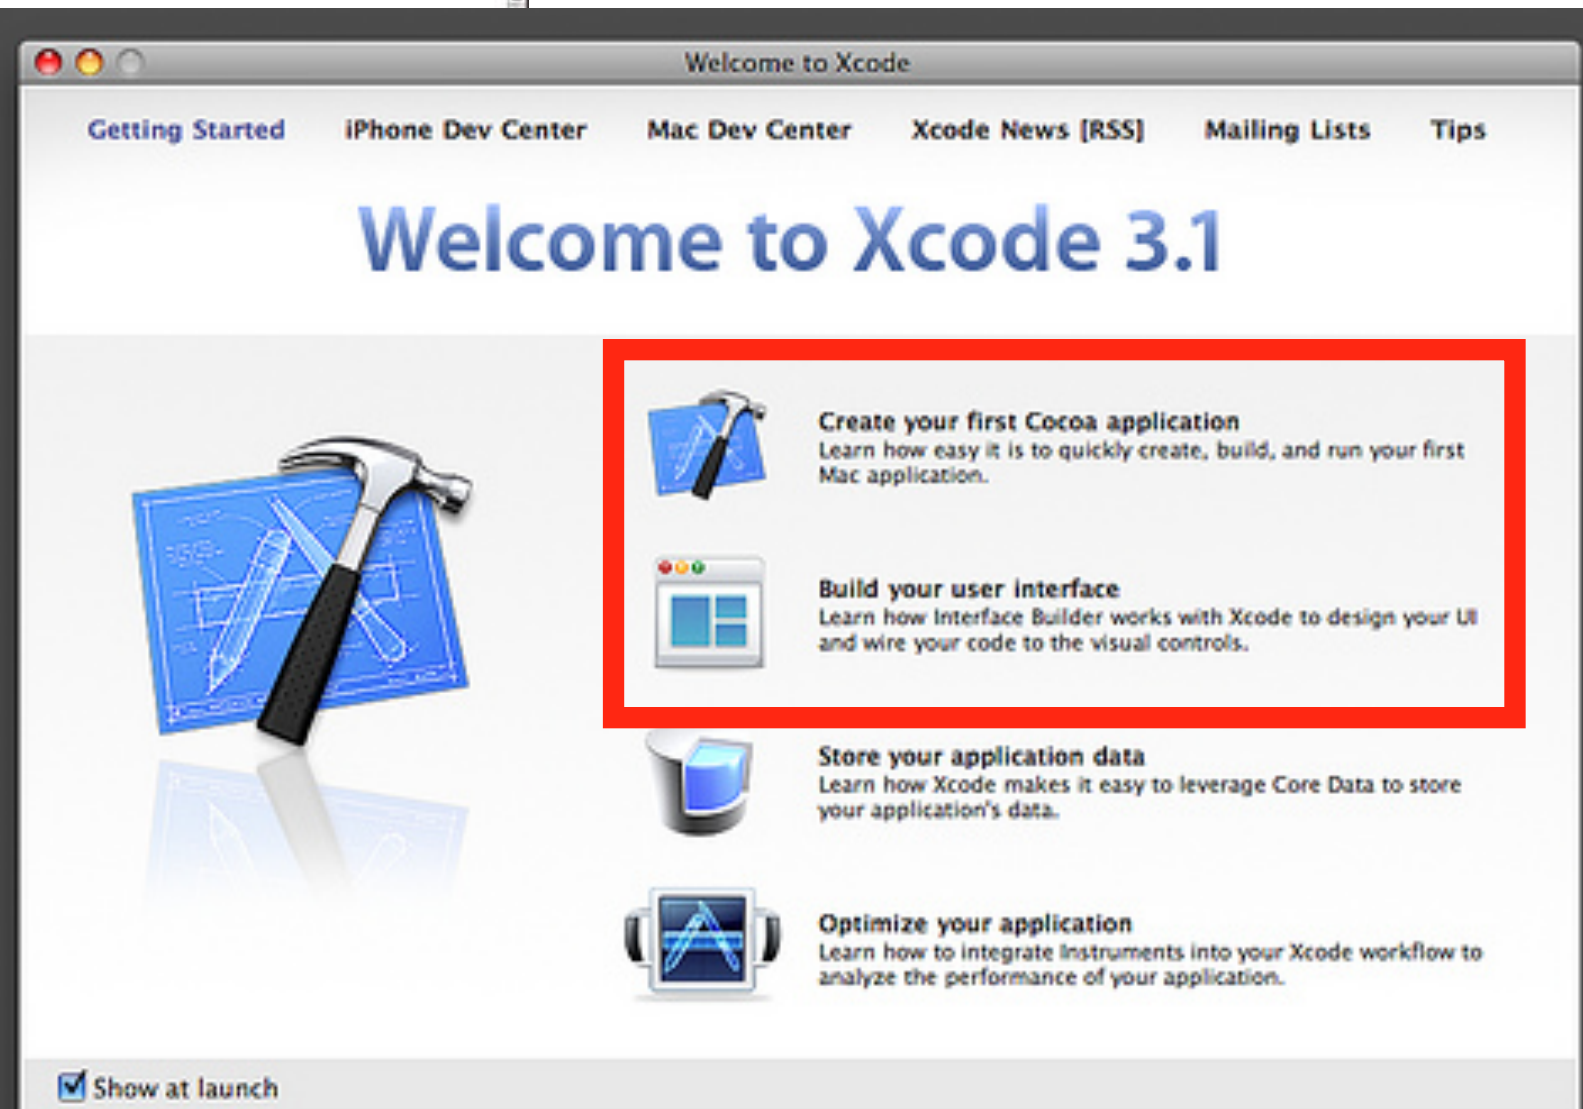 Welcome to Xcode
Getting Started iPhone Dev Center Mac Dev Center Xcode News [RSS] Mailing Lists Tips
Welcome to Xcode 3.1
Create your first Cocoa application
Learn how easy it is to quickly create, build, and run your first
Mac application.
Build your user interface
Learn how Interface Builder works with Xcode to design your UI
and wire your code to the visual controls.
Store your application data
Learn how Xcode makes it easy to leverage Core Data to store
your application's data.
Optimize your application
Learn how to integrate Instruments into your Xcode workflow to
analyze the performance of your application.
Show at launch